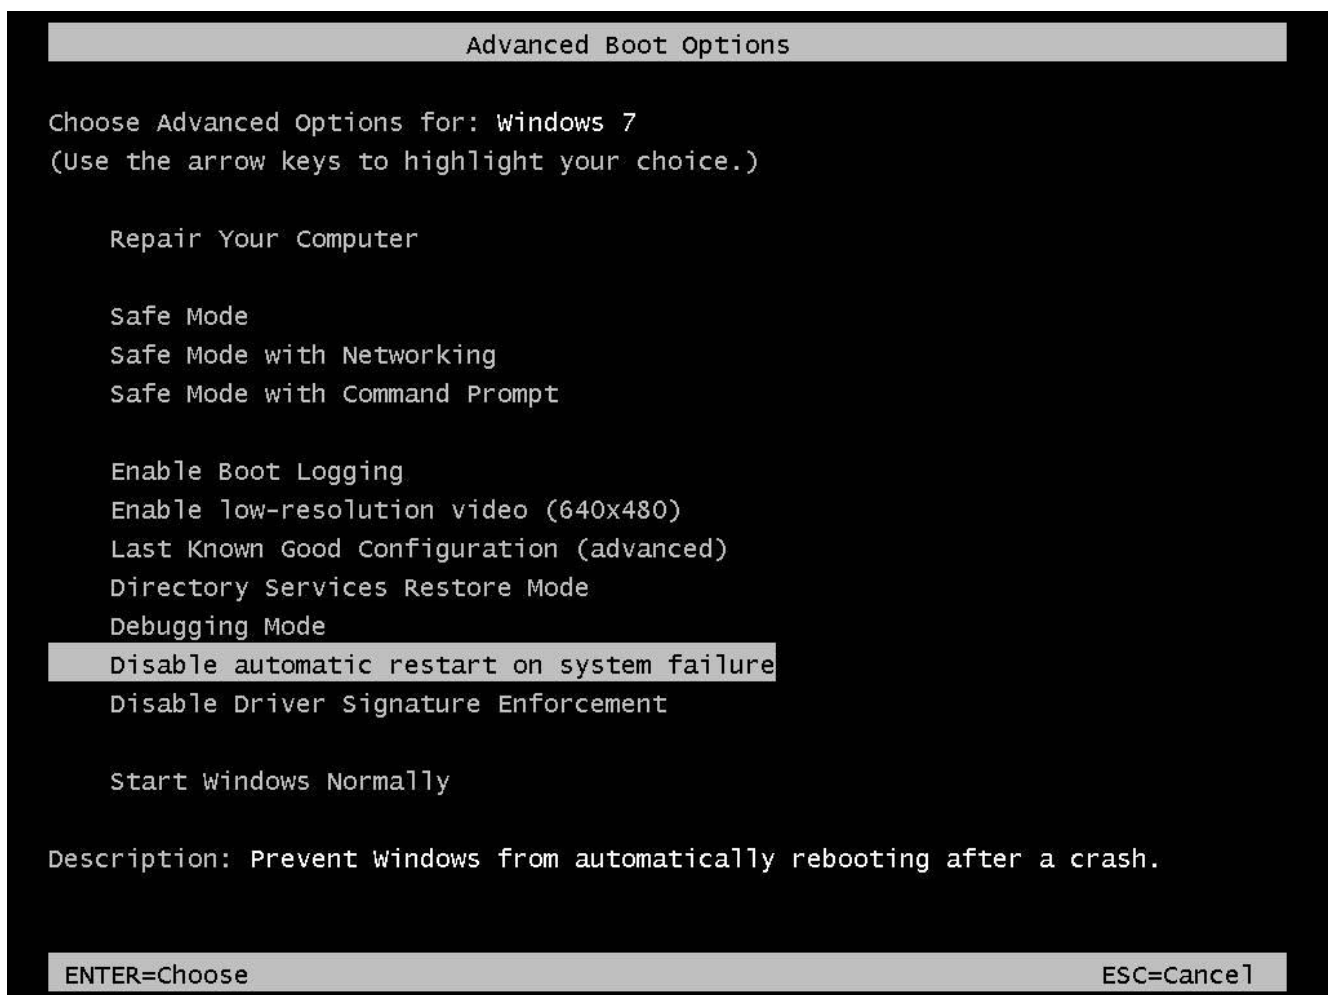 Advanced Boot Options
Choose Advanced Options for: Windows 7
(Use the arrow keys to highlight your choice.)
Repair Your Computer
Safe Mode
Safe Mode with Networking
Safe Mode with Command Prompt
Enable Boot Logging
Enable low-resolution video (640x480)
Last Known Good Configuration (advanced)
Directory Services Restore Mode
Debugging Mode
Disable automatic restart on system failure
Disable Driver Signature Enforcement
Start Windows Normally
Description: Prevent Windows from automatically rebooting after a crash.
ENTER=Choose ESC=Cancel